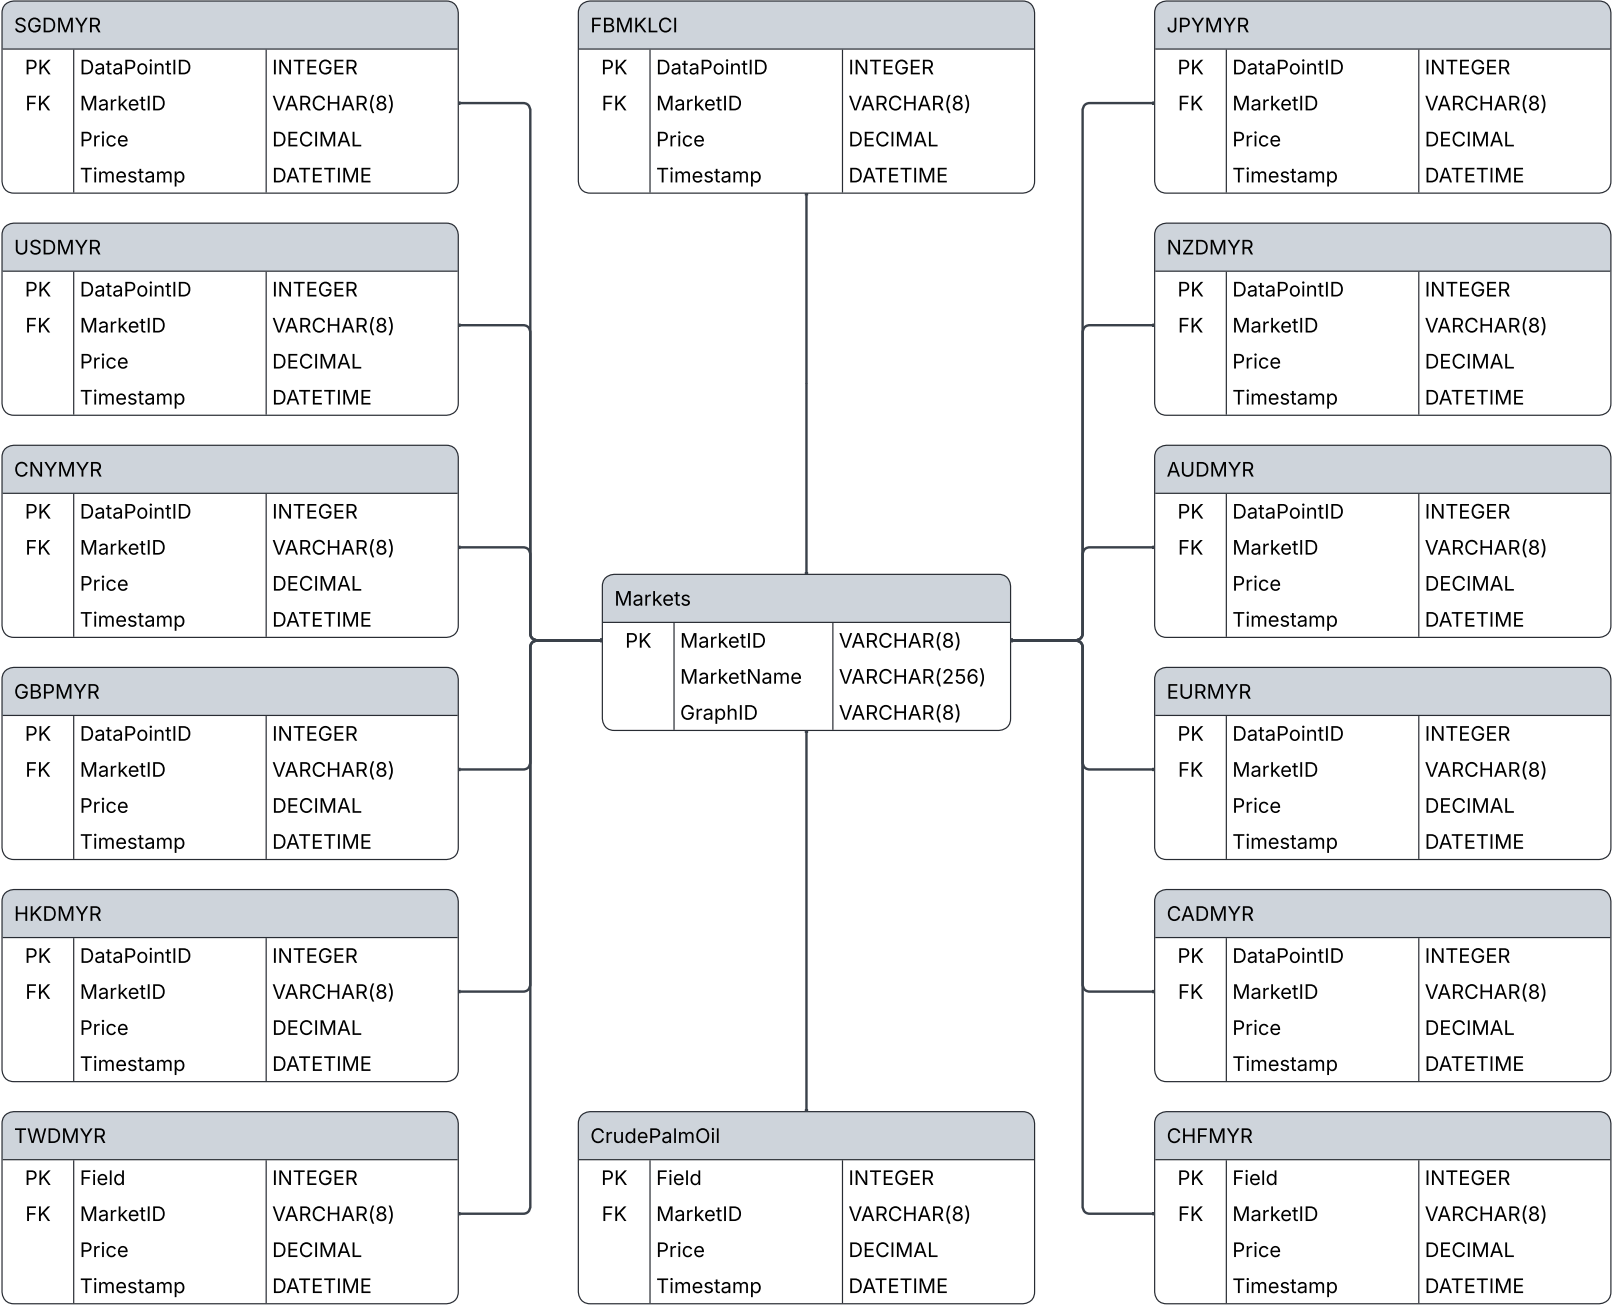 SGDMYR
PK DataPointID INTEGER
FK MarketID VARCHAR(8)
Price DECIMAL
Timestamp DATETIME
USDMYR
PK DataPointID INTEGER
FK MarketID VARCHAR(8)
Price DECIMAL
Timestamp DATETIME
CNYMYR
PK DataPointID INTEGER
FK MarketID VARCHAR(8)
Price DECIMAL
Timestamp DATETIME
GBPMYR
PK DataPointID INTEGER
FK MarketID VARCHAR(8)
Price DECIMAL
Timestamp DATETIME
HKDMYR
PK DataPointID INTEGER
FK MarketID VARCHAR(8)
Price DECIMAL
Timestamp DATETIME
TWDMYR
PK Field INTEGER
FK MarketID VARCHAR(8)
Price DECIMAL
Timestamp DATETIME
FBMKLCI
PK DataPointID INTEGER
FK MarketID VARCHAR(8)
Price DECIMAL
Timestamp DATETIME
Markets
PK MarketID VARCHAR(8)
MarketName VARCHAR(256)
GraphID VARCHAR(8)
CrudePalmOil
PK Field INTEGER
FK MarketID VARCHAR(8)
Price DECIMAL
Timestamp DATETIME
JPYMYR
PK DataPointID INTEGER
FK MarketID VARCHAR(8)
Price DECIMAL
Timestamp DATETIME
NZDMYR
PK DataPointID INTEGER
FK MarketID VARCHAR(8)
Price DECIMAL
Timestamp DATETIME
AUDMYR
PK DataPointID INTEGER
FK MarketID VARCHAR(8)
Price DECIMAL
Timestamp DATETIME
EURMYR
PK DataPointID INTEGER
FK MarketID VARCHAR(8)
Price DECIMAL
Timestamp DATETIME
CADMYR
PK DataPointID INTEGER
FK MarketID VARCHAR(8)
Price DECIMAL
Timestamp DATETIME
CHFMYR
PK Field INTEGER
FK MarketID VARCHAR(8)
Price DECIMAL
Timestamp DATETIME